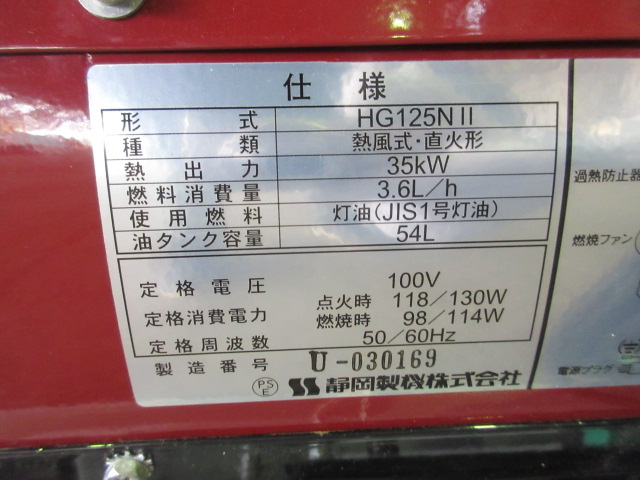 仕様
形式 HG125NⅡ
種類 熱風式・直火形
熱出力 35kW
燃料消費量 3.6L/h
使用燃料 灯油(JIS1号灯油)
油タンク容量 54L
定格電圧 100V
定格消費電力 点火時 118/130W
燃焼時 98/114W
定格周波数 50/60Hz
製造番号 U-030169
PSE 静岡製機株式会社
過熱防止器
燃焼ファン
電源プラグ